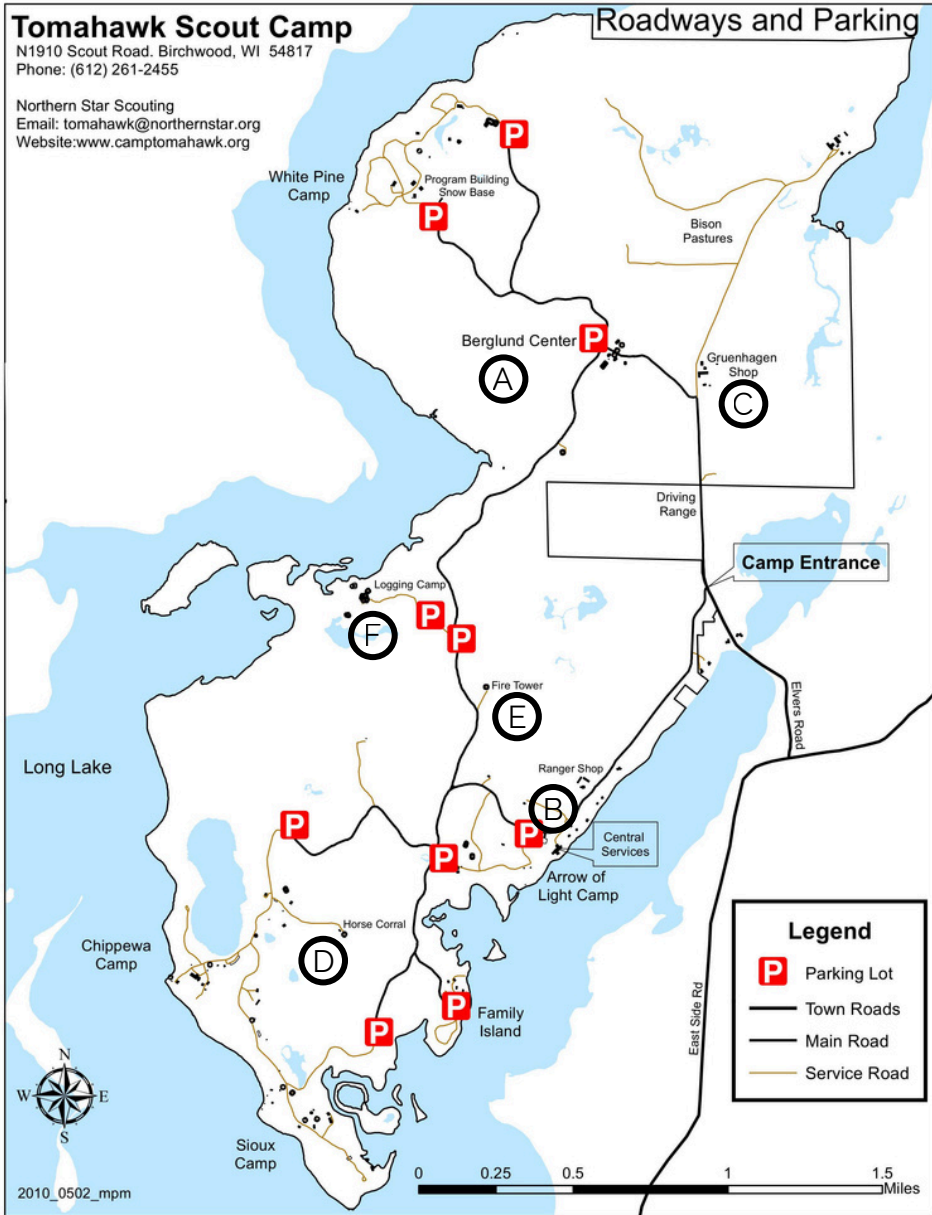 Tomahawk Scout Camp
N1910 Scout Road. Birchwood, WI 54817
Phone: (612) 261-2455
Northern Star Scouting
Email: tomahawk@northernstar.org
Website:www.camptomahawk.org
Roadways and Parking
P
White Pine
Camp
Program Building
Snow Base
P
Bison
Pastures
Berglund Center
P
A
Gruenhagen
Shop
C
Driving
Range
Camp Entrance
Logging Camp
P
F
P
Fire Tower
E
Elvers Road
Long Lake
Ranger Shop
B
P
P
P
Central
Services
Arrow of
Light Camp
Horse Corral
D
Chippewa
Camp
P
Family
Island
P
East Side Rd
Legend
P Parking Lot
Town Roads
Main Road
Service Road
N
W E
S
Sioux
Camp
0 0.25 0.5 1 1.5
Miles
2010_0502_mpm